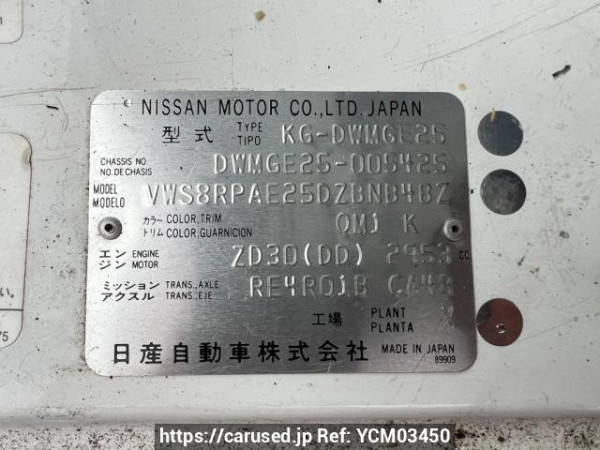 NISSAN MOTOR CO.,LTD.JAPAN
型式 TYPE TIPO KG-DWMGE25
CHASSIS NO. NO.DE CHASIS DWMGE25-005425
MODEL MODELO VWS8RPAE25DZBNB4BZ
カラー COLOR,TRIM トリム COLOR,GUARNICION QM1 K
エンジン ENGINE MOTOR ZD30(DD) 2953 CC
ミッション アクスル TRANS.,AXLE TRANS.,EJE RE4R01B CA48
工場 PLANT PLANTA
日産自動車株式会社 MADE IN JAPAN
89909
い。
75
https://carused.jp Ref: YCM03450